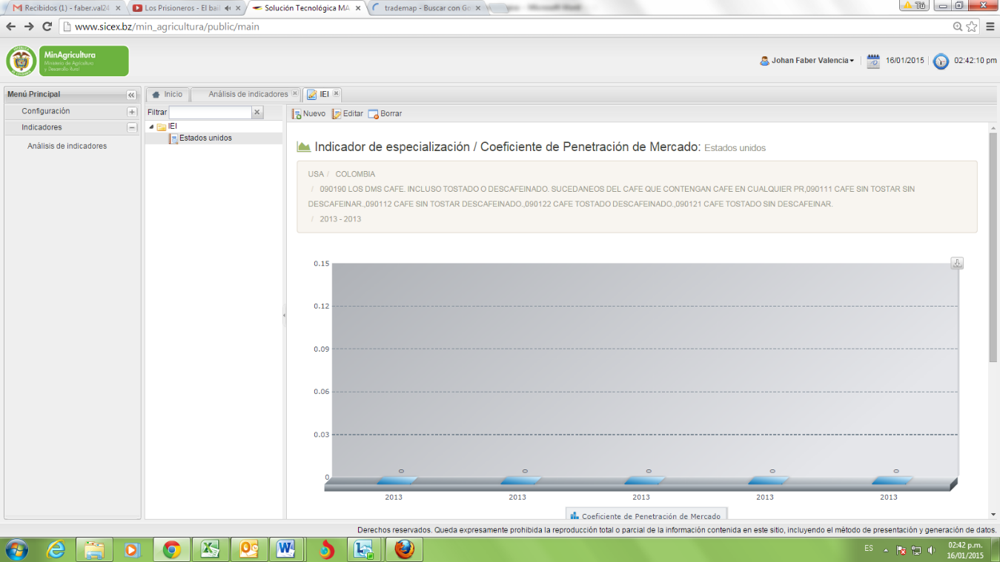 Recibidos (1) - faber.val24
Los Prisioneros - El bail
Solución Tecnológica MA
trademap - Buscar con Go
Tú
www.sicex.bz/min_agricultura/public/main
MinAgricultura
Ministerio de Agricultura
y Desarrollo Rural
Johan Faber Valencia
16/01/2015
02:42:10 pm
Menú Principal
Inicio
Análisis de indicadores
IEI
Configuración
Indicadores
Análisis de indicadores
Filtrar
IEI
Estados unidos
Nuevo
Editar
Borrar
Indicador de especialización / Coeficiente de Penetración de Mercado: Estados unidos
USA / COLOMBIA
/ 090190 LOS DMS CAFE. INCLUSO TOSTADO O DESCAFEINADO. SUCEDANEOS DEL CAFE QUE CONTENGAN CAFE EN CUALQUIER PR,090111 CAFE SIN TOSTAR SIN
DESCAFEINAR.,090112 CAFE SIN TOSTAR DESCAFEINADO.,090122 CAFE TOSTADO DESCAFEINADO.,090121 CAFE TOSTADO SIN DESCAFEINAR.
/ 2013 - 2013
0.15
0.12
0.09
0.06
0.03
0
0 0 0 0 0
2013 2013 2013 2013 2013
Coeficiente de Penetración de Mercado
Derechos reservados. Queda expresamente prohibida la reproducción total o parcial de la información contenida en este sitio, incluyendo el método de presentación y generación de datos.
ES
02:42 p.m.
16/01/2015